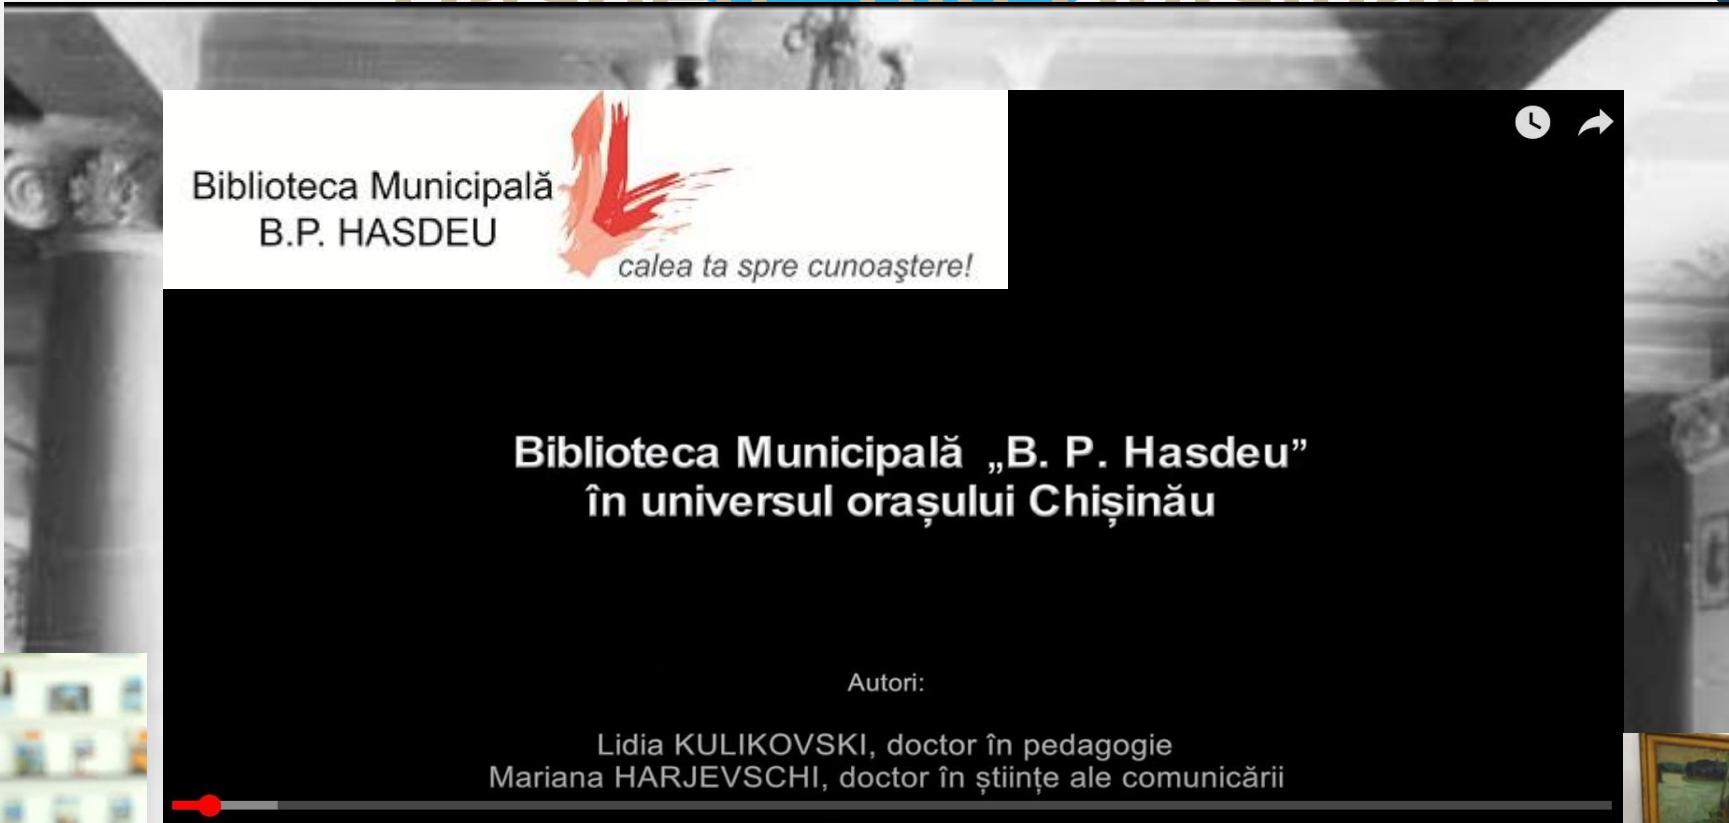 Biblioteca Municipală
B.P. HASDEU
calea ta spre cunoaştere!
Biblioteca Municipală „B. P. Hasdeu”
în universul orașului Chișinău
Autori:
Lidia KULIKOVSKI, doctor în pedagogie
Mariana HARJEVSCHI, doctor în științe ale comunicării